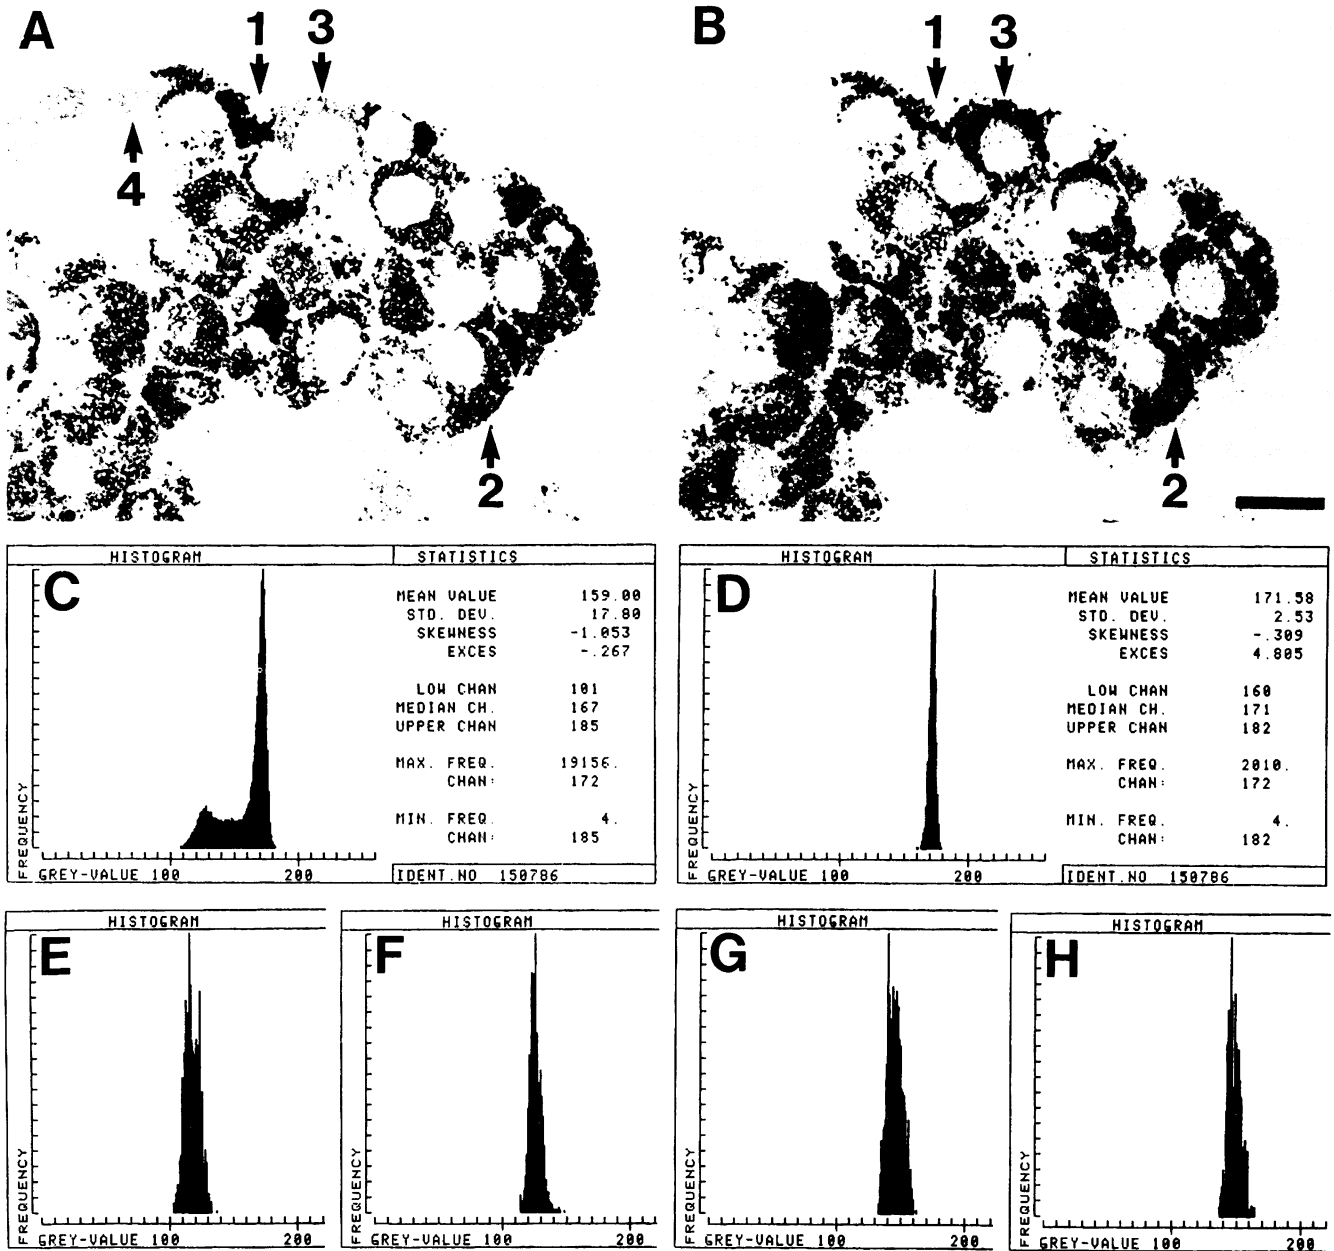 A
1 3
4
2
B
1 3
2
HISTOGRAM STATISTICS
C
MEAN VALUE 159.00
STD. DEV. 17.80
SKEWNESS -1.053
EXCES -.267
LOW CHAN 101
MEDIAN CH. 167
UPPER CHAN 185
MAX. FREQ. 19156.
CHAN: 172
MIN. FREQ. 4.
CHAN: 185
FREQUENCY
GREY-VALUE 100 200
IDENT.NO 150786
HISTOGRAM STATISTICS
D
MEAN VALUE 171.58
STD. DEV. 2.53
SKEWNESS -.309
EXCES 4.805
LOW CHAN 160
MEDIAN CH. 171
UPPER CHAN 182
MAX. FREQ. 2010.
CHAN: 172
MIN. FREQ. 4.
CHAN: 182
FREQUENCY
GREY-VALUE 100 200
IDENT.NO 150786
HISTOGRAM
E
FREQUENCY
GREY-VALUE 100 200
HISTOGRAM
F
FREQUENCY
GREY-VALUE 100 200
HISTOGRAM
G
FREQUENCY
GREY-VALUE 100 200
HISTOGRAM
H
FREQUENCY
GREY-VALUE 100 200